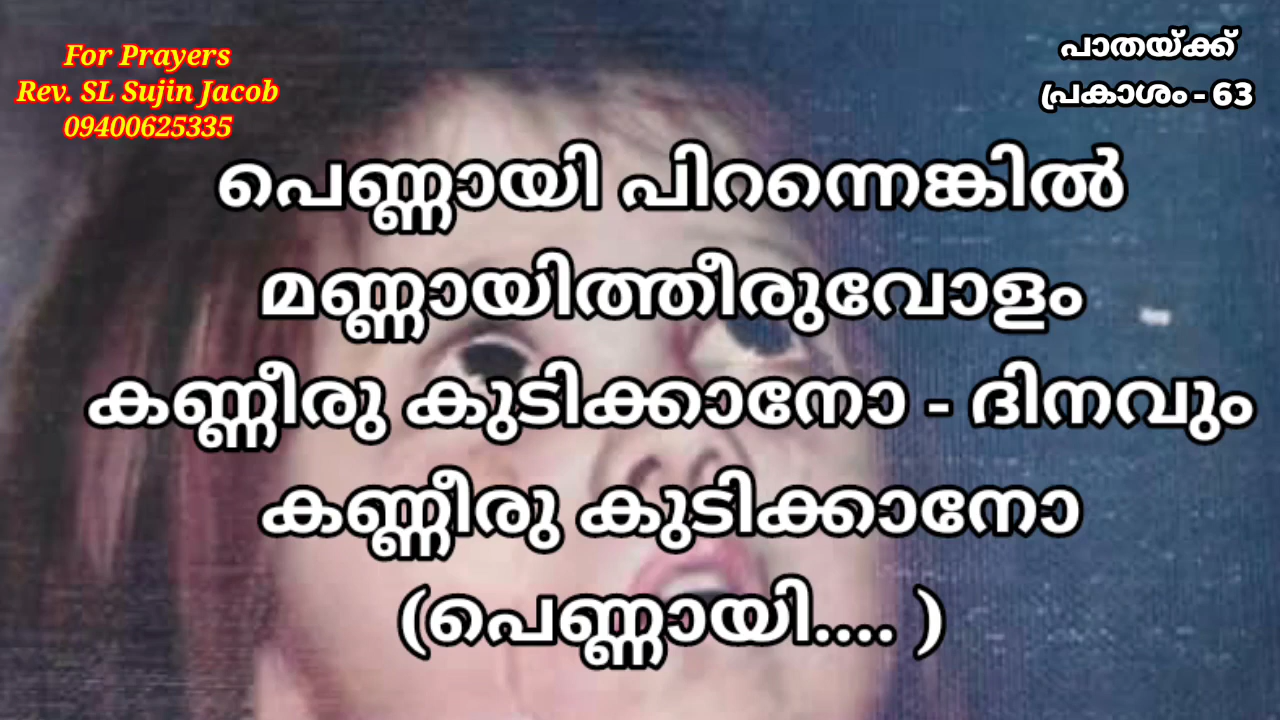 For Prayers
Rev. SL Sujin Jacob
09400625335
പാതയ്ക്ക്
പ്രകാശം - 63
പെണ്ണായി പിറന്നെങ്കിൽ
മണ്ണായിത്തീരുവോളം
കണ്ണീരു കുടിക്കാനോ - ദിനവും
കണ്ണീരു കുടിക്കാനോ
(പെണ്ണായി.... )